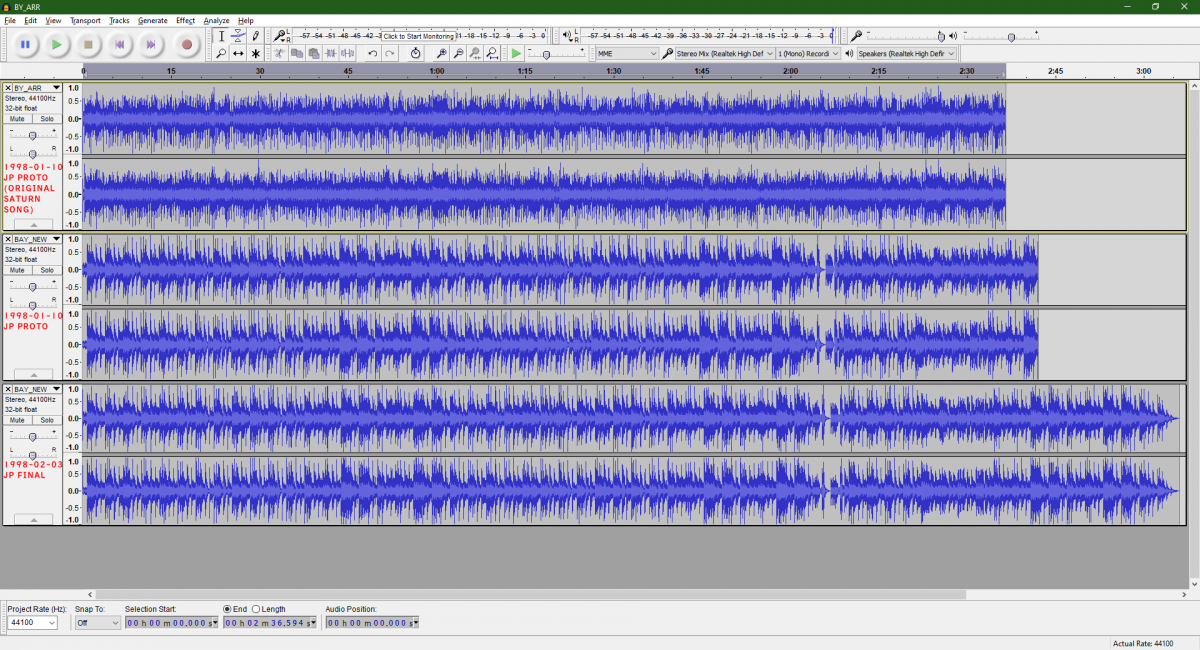 BY_ARR
File Edit View Transport Tracks Generate Effect Analyze Help
L R -57 -54 -51 -48 -45 -42 -3 Click to Start Monitoring -18 -15 -12 -9 -6 -3 0
L R -57 -54 -51 -48 -45 -42 -39 -36 -33 -30 -27 -24 -21 -18 -15 -12 -9 -6 -3 0
MME Stereo Mix (Realtek High Def 1 (Mono) Recordi Speakers (Realtek High Defir
0 15 30 45 1:00 1:15 1:30 1:45 2:00 2:15 2:30 2:45 3:00
BY_ARR
Stereo, 44100Hz
32-bit float
Mute Solo
- +
L R
1998-01-10
JP PROTO
(ORIGINAL
SATURN
SONG)
1.0
0.5
0.0
-0.5
-1.0
1.0
0.5
0.0
-0.5
-1.0
BAY_NEW
Stereo, 44100Hz
32-bit float
Mute Solo
- +
L R
1998-01-10
JP PROTO
1.0
0.5
0.0
-0.5
-1.0
1.0
0.5
0.0
-0.5
-1.0
BAY_NEW
Stereo, 44100Hz
32-bit float
Mute Solo
- +
L R
1998-02-03
JP FINAL
1.0
0.5
0.0
-0.5
-1.0
1.0
0.5
0.0
-0.5
-1.0
Project Rate (Hz): Snap To: Selection Start: End Length Audio Position:
44100 Off 00 h 00 m 00.000 s 00 h 02 m 36.594 s 00 h 00 m 00.000 s
Actual Rate: 44100